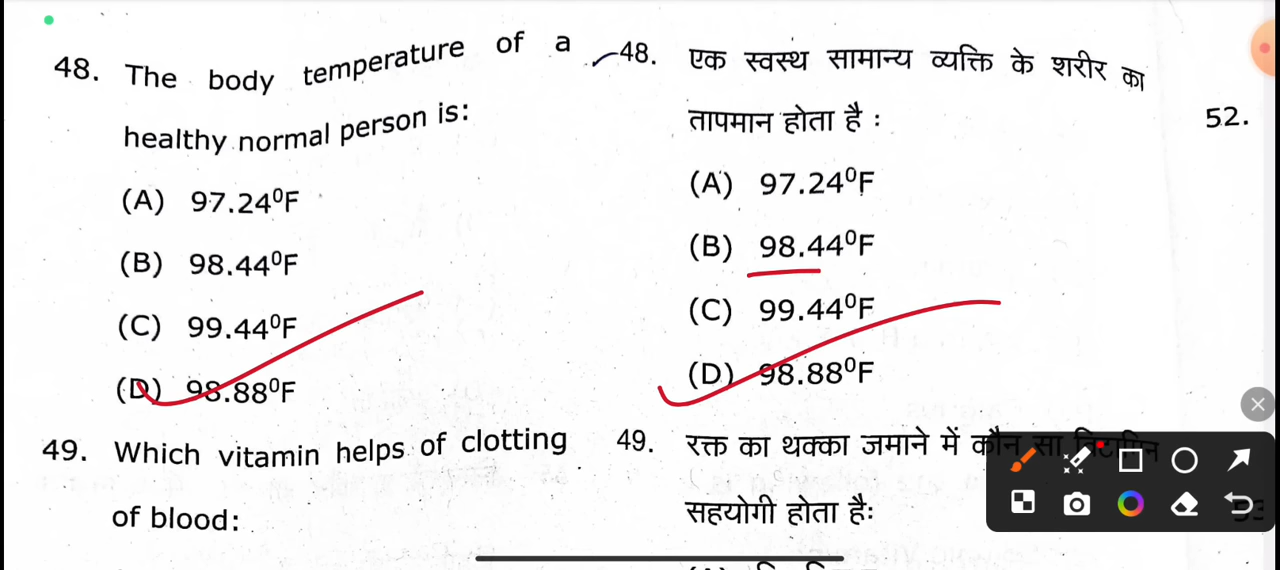 48. The body temperature of a
healthy normal person is:
(A) 97.24⁰F
(B) 98.44⁰F
(C) 99.44⁰F
(D) 98.88⁰F
49. Which vitamin helps of clotting
of blood:
48. एक स्वस्थ सामान्य व्यक्ति के शरीर का
तापमान होता है :
(A) 97.24⁰F
(B) 98.44⁰F
(C) 99.44⁰F
(D) 98.88⁰F
49. रक्त का थक्का जमाने में कौन सा विटामिन
सहयोगी होता हैः
52.